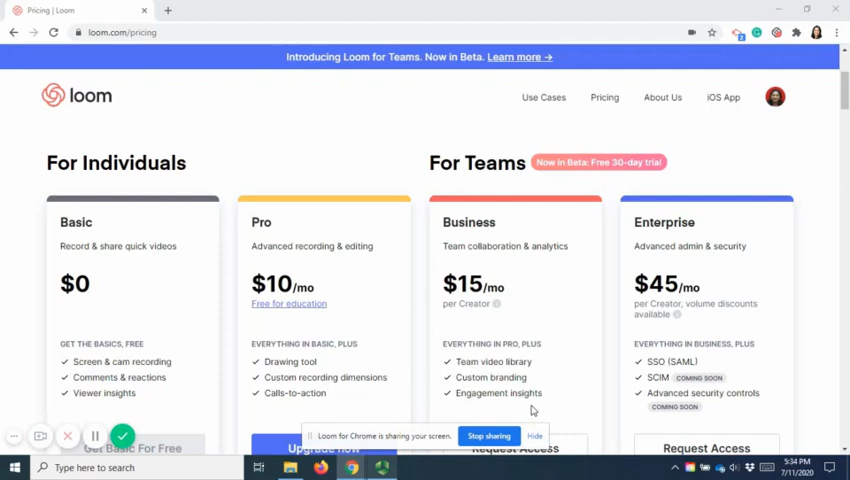 Pricing | Loom
loom.com/pricing
2
Introducing Loom for Teams. Now in Beta. Learn more →
loom
Use Cases Pricing About Us iOS App
For Individuals
For Teams Now in Beta: Free 30-day trial
Basic
Record & share quick videos
$0
GET THE BASICS, FREE
Screen & cam recording
Comments & reactions
Viewer insights
Get Basic For Free
Pro
Advanced recording & editing
$10/mo
Free for education
EVERYTHING IN BASIC, PLUS
Drawing tool
Custom recording dimensions
Calls-to-action
Upgrade now
Business
Team collaboration & analytics
$15/mo
per Creator
EVERYTHING IN PRO, PLUS
Team video library
Custom branding
Engagement insights
Request Access
Enterprise
Advanced admin & security
$45/mo
per Creator, volume discounts
available
EVERYTHING IN BUSINESS, PLUS
SSO (SAML)
SCIM COMING SOON
Advanced security controls
COMING SOON
Request Access
Loom for Chrome is sharing your screen. Stop sharing Hide
Type here to search
5:34 PM
7/11/2020